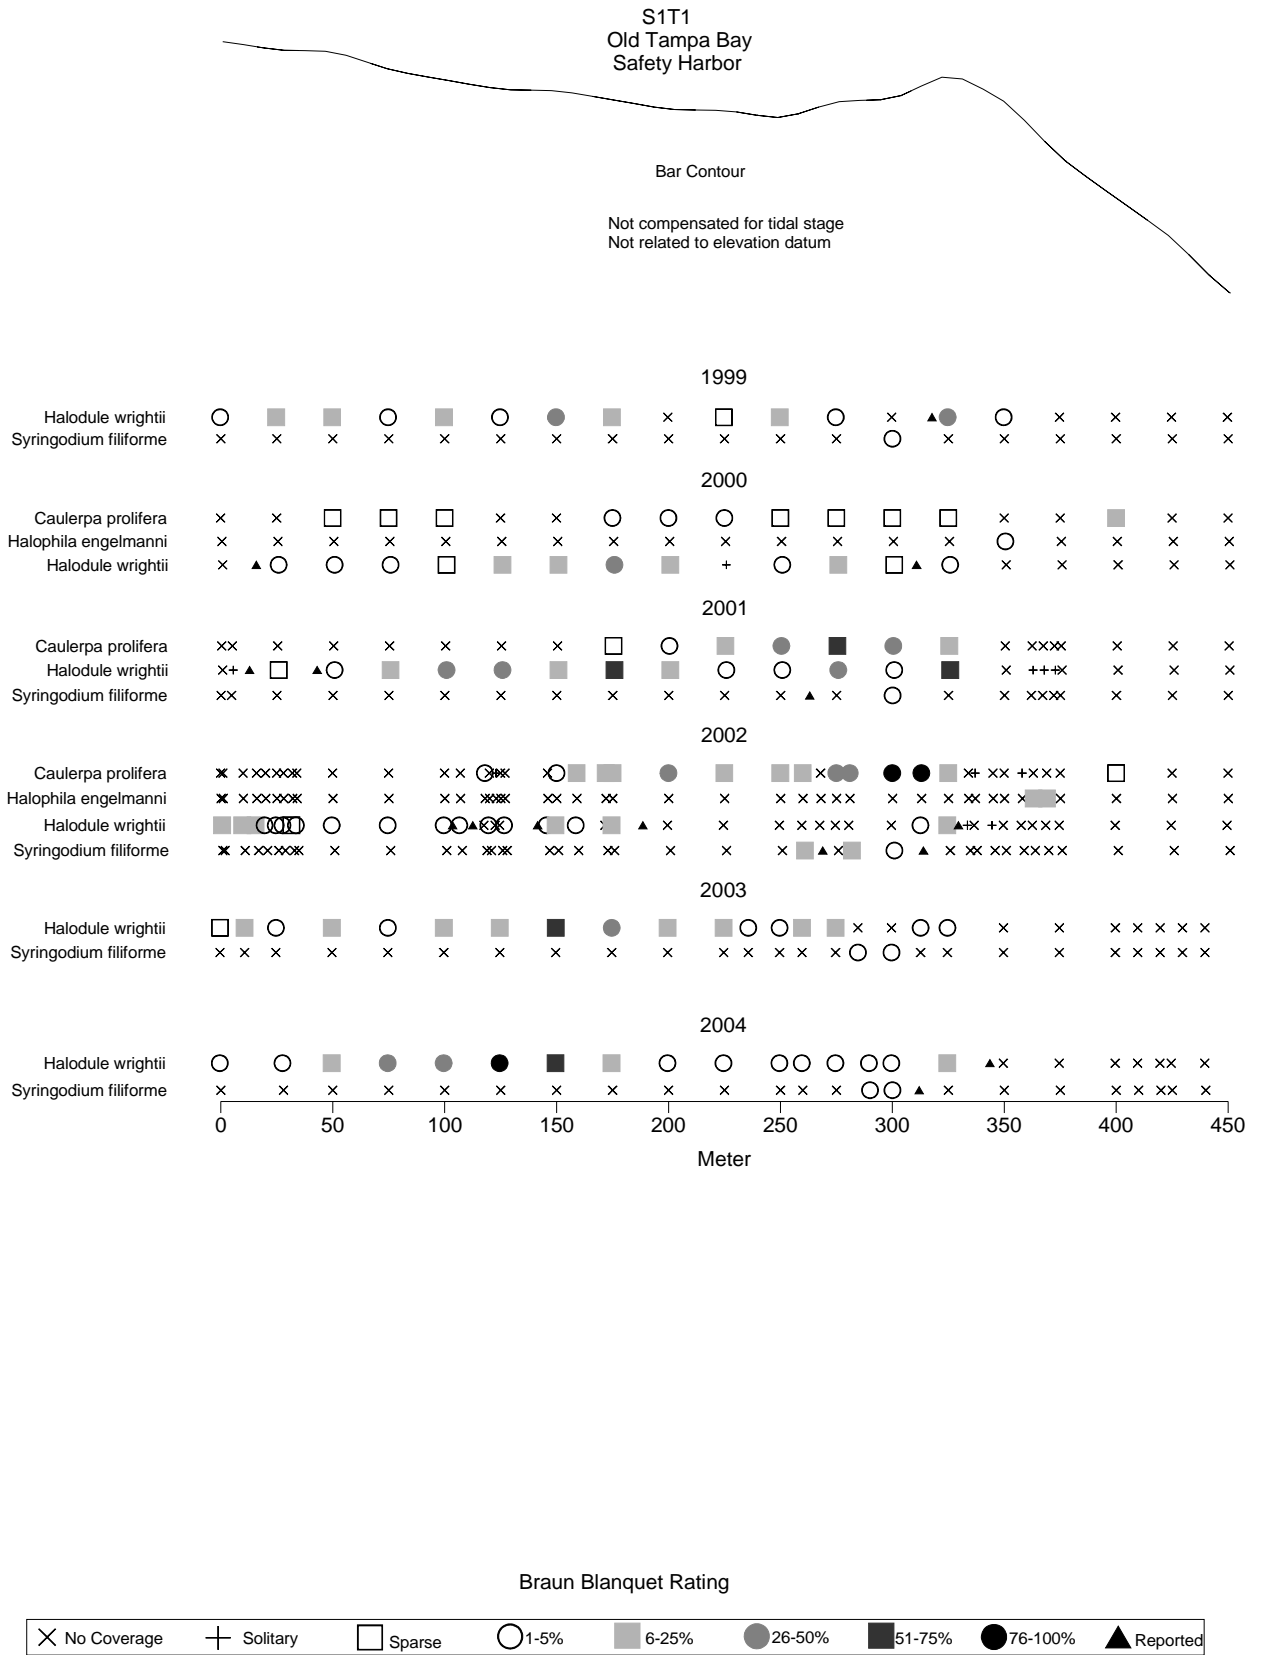 S1T1
Old Tampa Bay
Safety Harbor
Bar Contour
Not compensated for tidal stage
Not related to elevation datum
1999
Halodule wrightii
Syringodium filiforme
2000
Caulerpa prolifera
Halophila engelmanni
Halodule wrightii
2001
Caulerpa prolifera
Halodule wrightii
Syringodium filiforme
2002
Caulerpa prolifera
Halophila engelmanni
Halodule wrightii
Syringodium filiforme
2003
Halodule wrightii
Syringodium filiforme
2004
Halodule wrightii
Syringodium filiforme
0 50 100 150 200 250 300 350 400 450
Meter
Braun Blanquet Rating
No Coverage Solitary Sparse 1-5% 6-25% 26-50% 51-75% 76-100% Reported